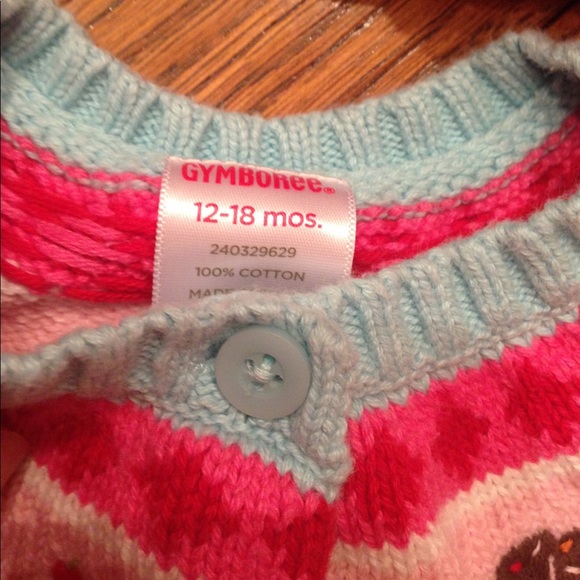 GYMBORee®
12-18 mos.
240329629
100% COTTON
MADE